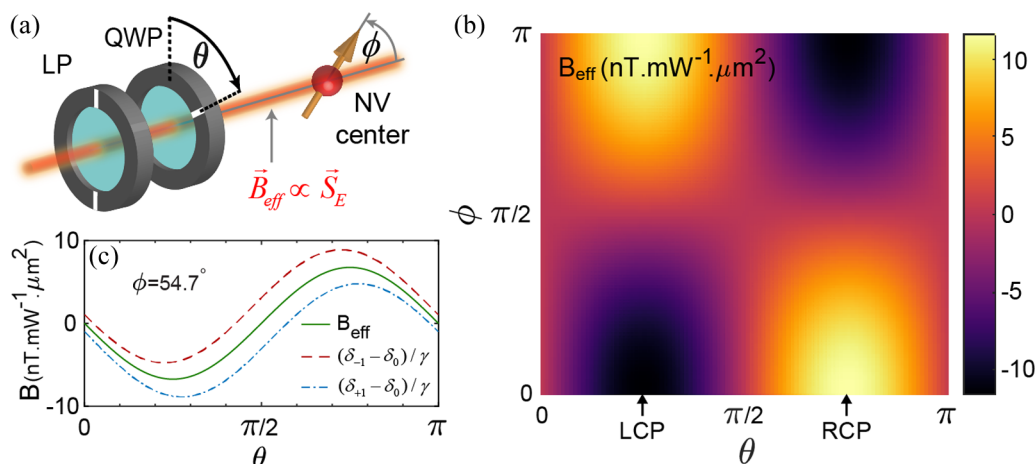 (a)
QWP
LP
θ
ϕ
NV
center
B⃗eff ∝ S⃗E
(b)
π
Beff (nT.mW⁻¹.μm²)
ϕ π/2
0
0 π/2 π
LCP RCP
θ
10
5
0
-5
-10
(c)
10
0
-10
B(nT.mW⁻¹.μm²)
ϕ=54.7°
Beff
(δ₋₁−δ₀)/γ
(δ₊₁−δ₀)/γ
0 π/2 π
θ